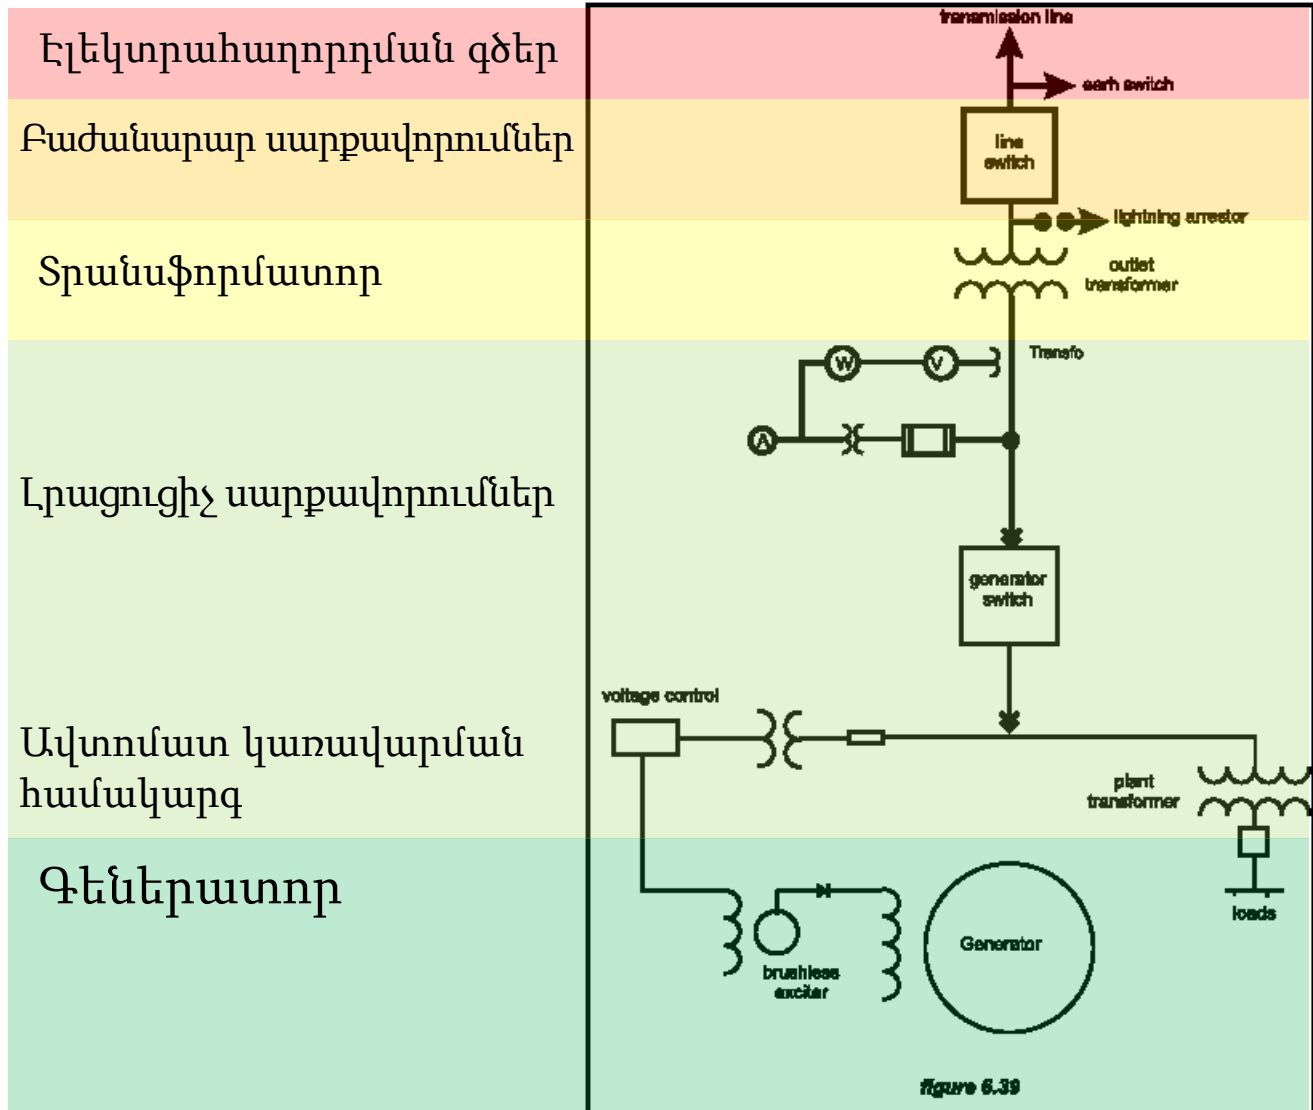 Էլեկտրահաղորդման գծեր
transmission line
earh switch
Բաժանարար սարքավորումներ
line
switch
lightning arrestor
Տրանսֆորմատոր
outlet
transformer
Transfo
W
V
A
Լրացուցիչ սարքավորումներ
generator
switch
voltage control
Ավտոմատ կառավարման
համակարգ
plant
transformer
Գեներատոր
loads
Generator
brushless
exciter
figure 6.39